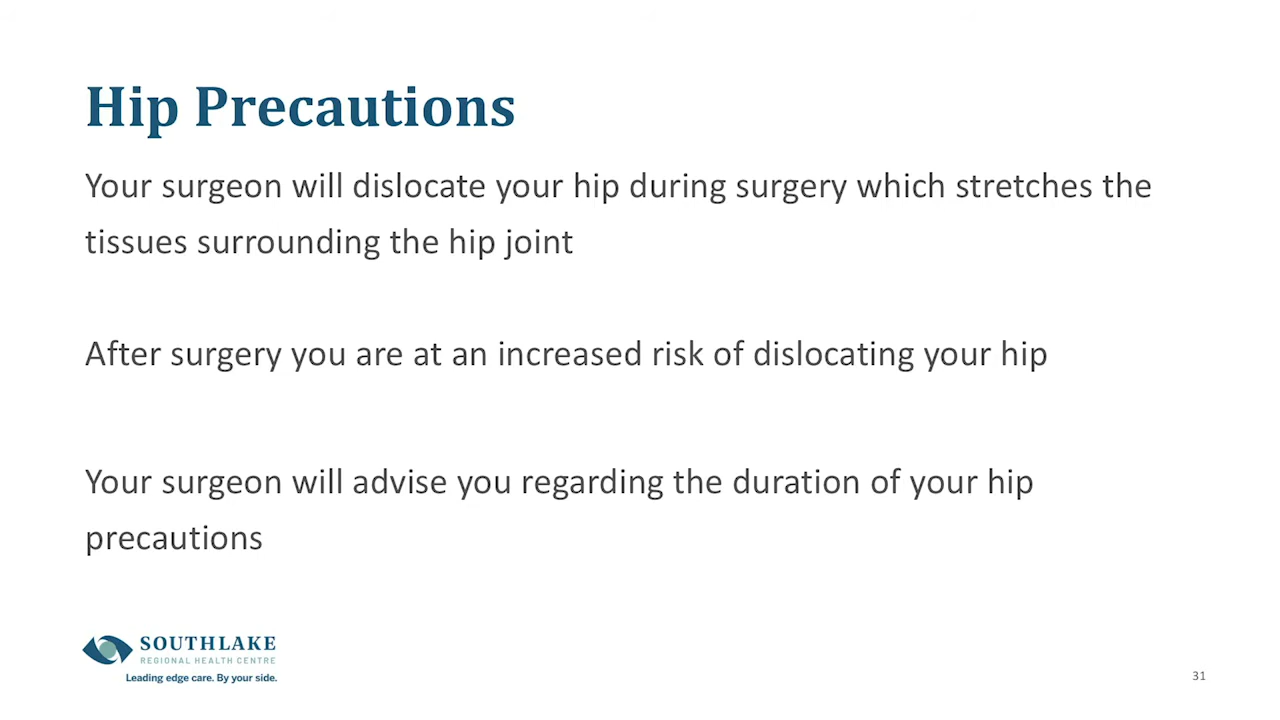 Hip Precautions
Your surgeon will dislocate your hip during surgery which stretches the
tissues surrounding the hip joint
After surgery you are at an increased risk of dislocating your hip
Your surgeon will advise you regarding the duration of your hip
precautions
SOUTHLAKE
REGIONAL HEALTH CENTRE
Leading edge care. By your side.
31